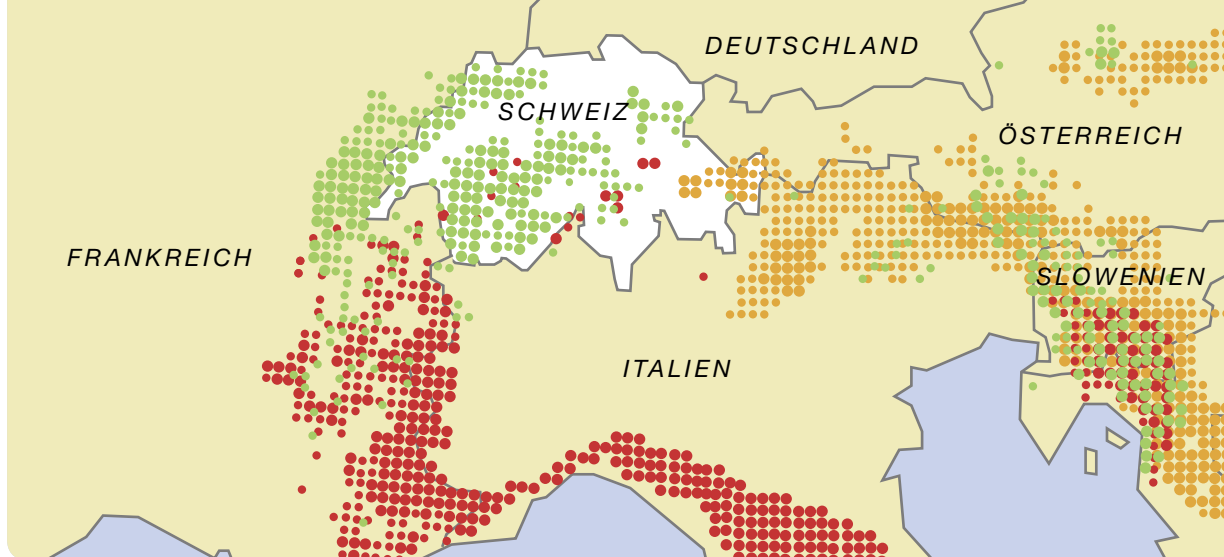 DEUTSCHLAND
SCHWEIZ
ÖSTERREICH
FRANKREICH
SLOWENIEN
ITALIEN